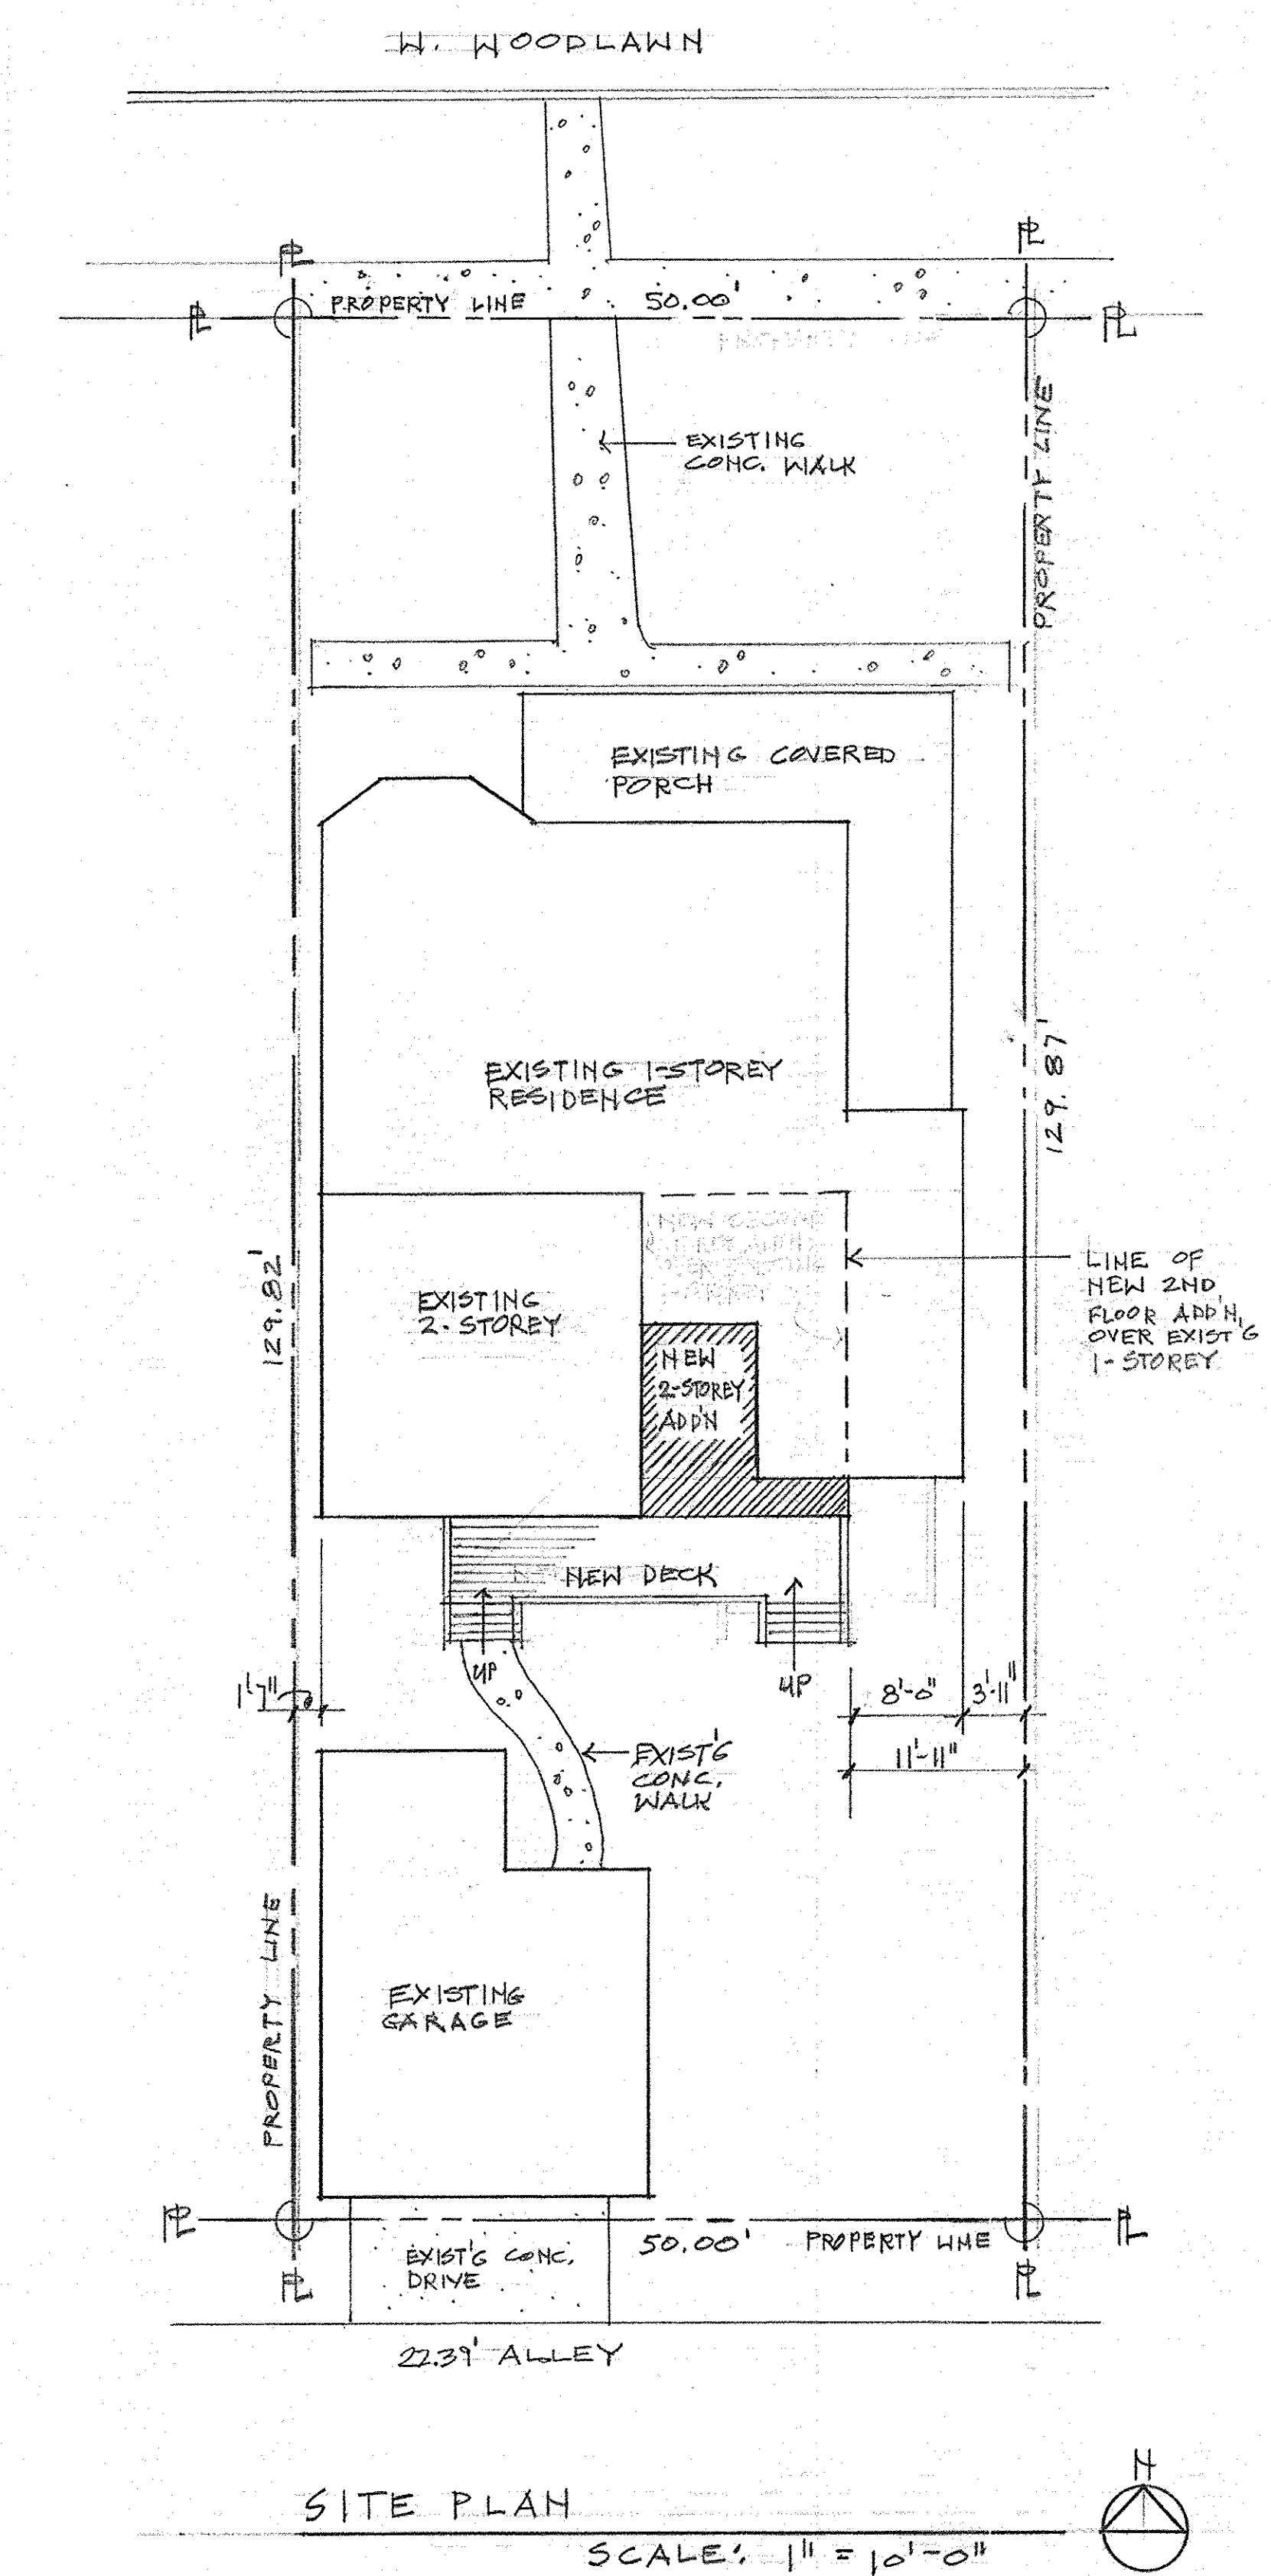 W. WOODLAWN
PL
PL
PL
PROPERTY LINE 50.00'
PL
PROPERTY LINE
EXISTING
CONC. WALK
EXISTING COVERED
PORCH
EXISTING 1-STOREY
RESIDENCE
129.87'
129.82'
EXISTING
2-STOREY
NEW
2-STOREY
ADD'N
LINE OF
NEW 2ND
FLOOR ADD'N,
OVER EXIST'G
1-STOREY
NEW DECK
UP
UP
1'-7"
8'-0"
3'-11"
11'-11"
EXIST'G
CONC.
WALK
PROPERTY LINE
EXISTING
GARAGE
PL
50.00' PROPERTY LINE
PL
EXIST'G CONC.
DRIVE
PL
PL
22.39' ALLEY
N
SITE PLAN
SCALE: 1" = 10'-0"